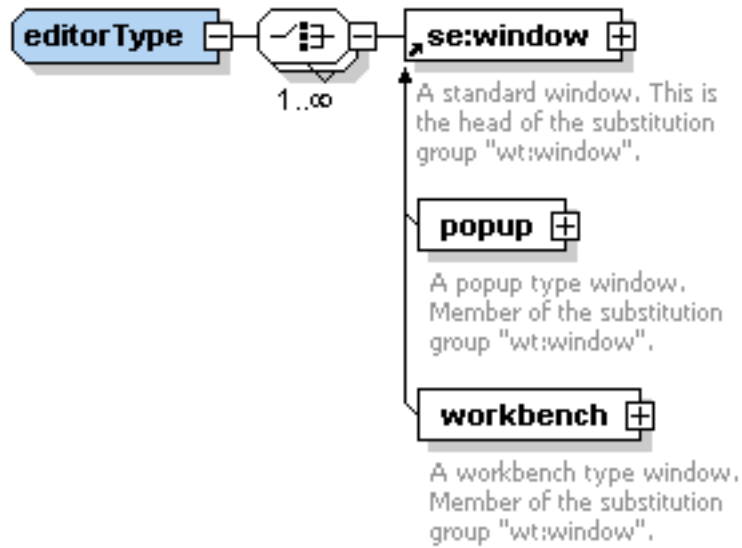 editorType
se:window
1..∞
A standard window. This is
the head of the substitution
group "wt:window".
popup
A popup type window.
Member of the substitution
group "wt:window".
workbench
A workbench type window.
Member of the substitution
group "wt:window".